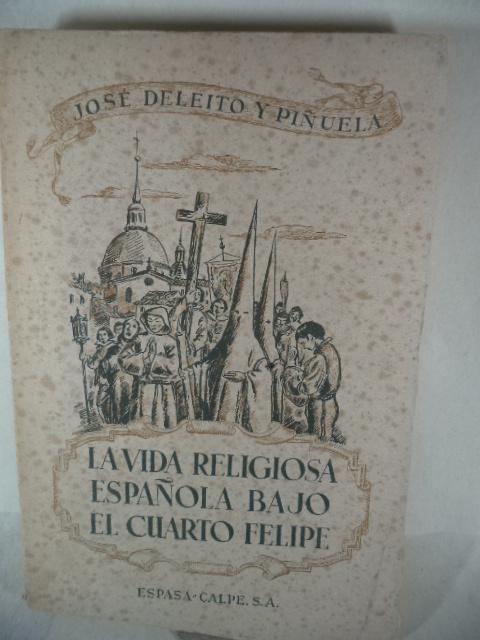 JOSÉ DELEITO Y PIÑUELA
LA VIDA RELIGIOSA
ESPAÑOLA BAJO
EL CUARTO FELIPE
ESPASA-CALPE, S.A.